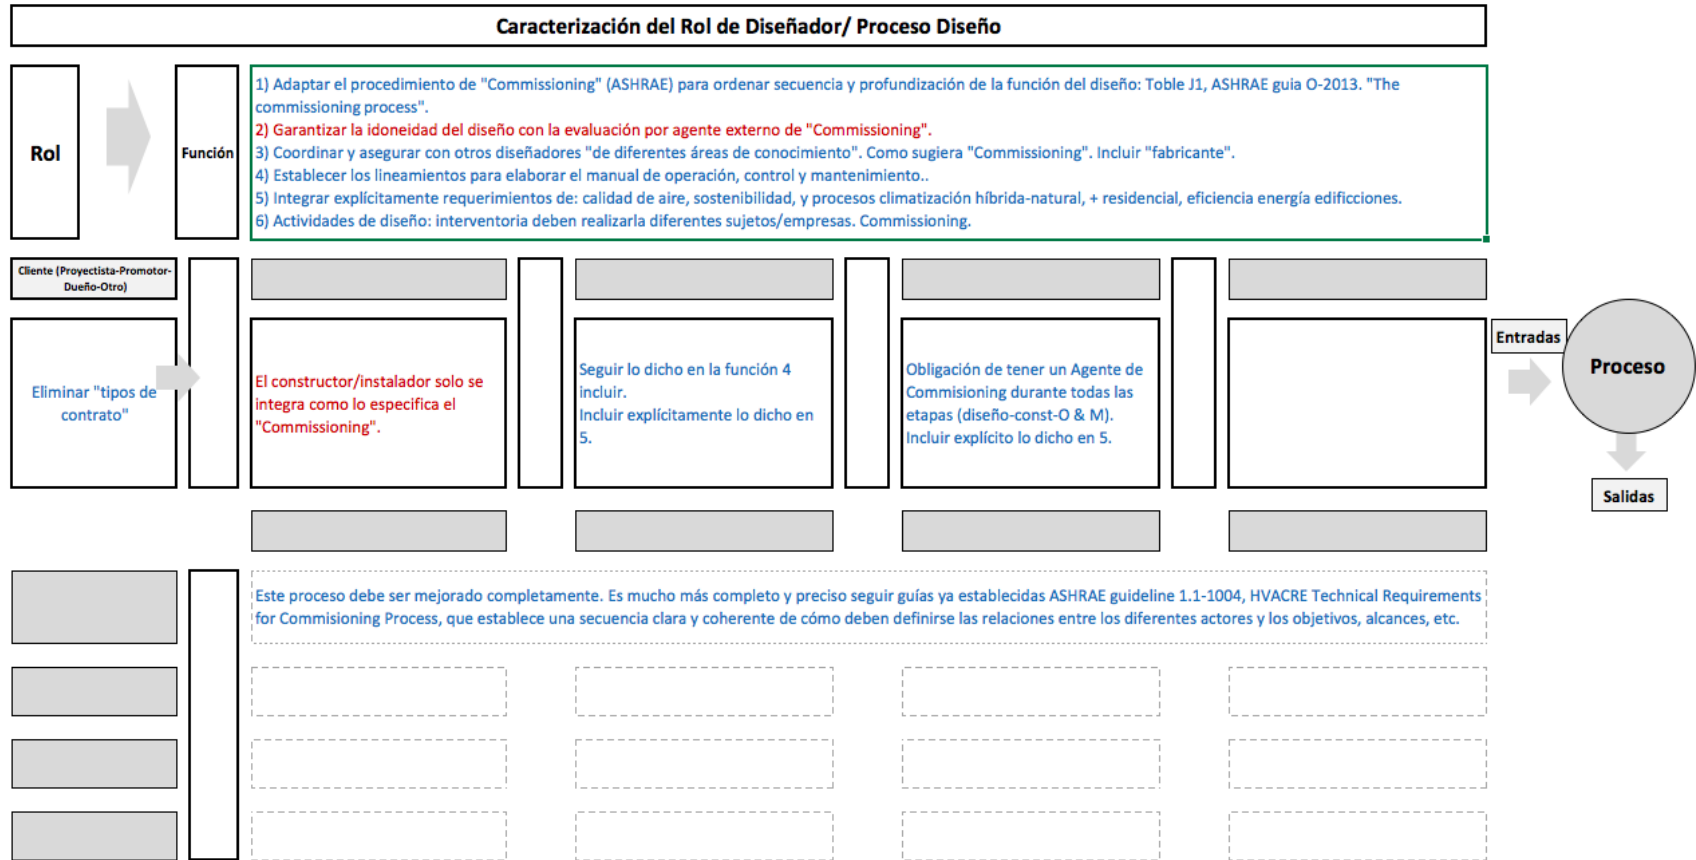 Caracterización del Rol de Diseñador/ Proceso Diseño
Rol
Función
1) Adaptar el procedimiento de "Commissioning" (ASHRAE) para ordenar secuencia y profundización de la función del diseño: Toble J1, ASHRAE guia O-2013. "The
commissioning process".
2) Garantizar la idoneidad del diseño con la evaluación por agente externo de "Commissioning".
3) Coordinar y asegurar con otros diseñadores "de diferentes áreas de conocimiento". Como sugiera "Commissioning". Incluir "fabricante".
4) Establecer los lineamientos para elaborar el manual de operación, control y mantenimiento..
5) Integrar explícitamente requerimientos de: calidad de aire, sostenibilidad, y procesos climatización híbrida-natural, + residencial, eficiencia energía edificciones.
6) Actividades de diseño: interventoria deben realizarla diferentes sujetos/empresas. Commissioning.
Cliente (Proyectista-Promotor-
Dueño-Otro)
Eliminar "tipos de
contrato"
El constructor/instalador solo se
integra como lo especifica el
"Commissioning".
Seguir lo dicho en la función 4
incluir.
Incluir explícitamente lo dicho en
5.
Obligación de tener un Agente de
Commisioning durante todas las
etapas (diseño-const-O & M).
Incluir explícito lo dicho en 5.
Entradas
Proceso
Salidas
Este proceso debe ser mejorado completamente. Es mucho más completo y preciso seguir guías ya establecidas ASHRAE guideline 1.1-1004, HVACRE Technical Requirements
for Commisioning Process, que establece una secuencia clara y coherente de cómo deben definirse las relaciones entre los diferentes actores y los objetivos, alcances, etc.